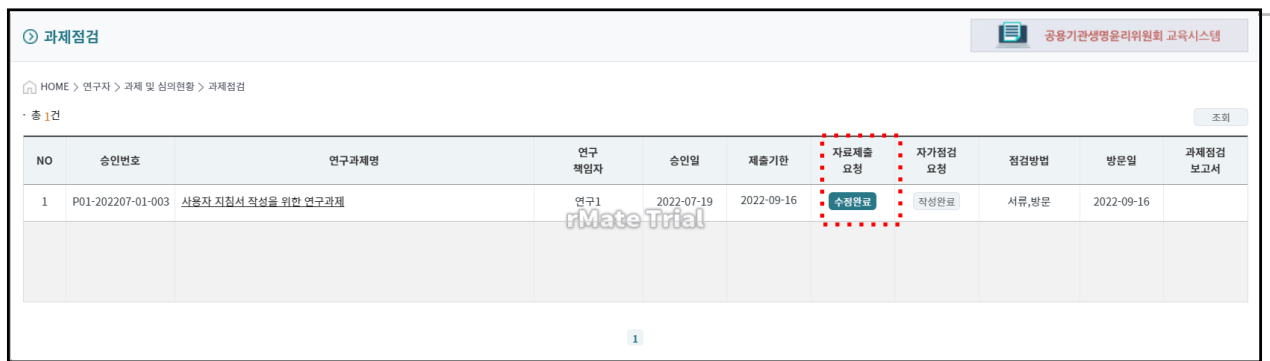 과제점검
공용기관생명윤리위원회 교육시스템
HOME > 연구자 > 과제 및 심의현황 > 과제점검
· 총 1건
조회
NO 승인번호 연구과제명 연구 책임자 승인일 제출기한 자료제출 요청 자가점검 요청 점검방법 방문일 과제점검 보고서
1 P01-202207-01-003 사용자 지침서 작성을 위한 연구과제 연구1 2022-07-19 2022-09-16 수정완료 작성완료 서류,방문 2022-09-16
rMate Trial
1